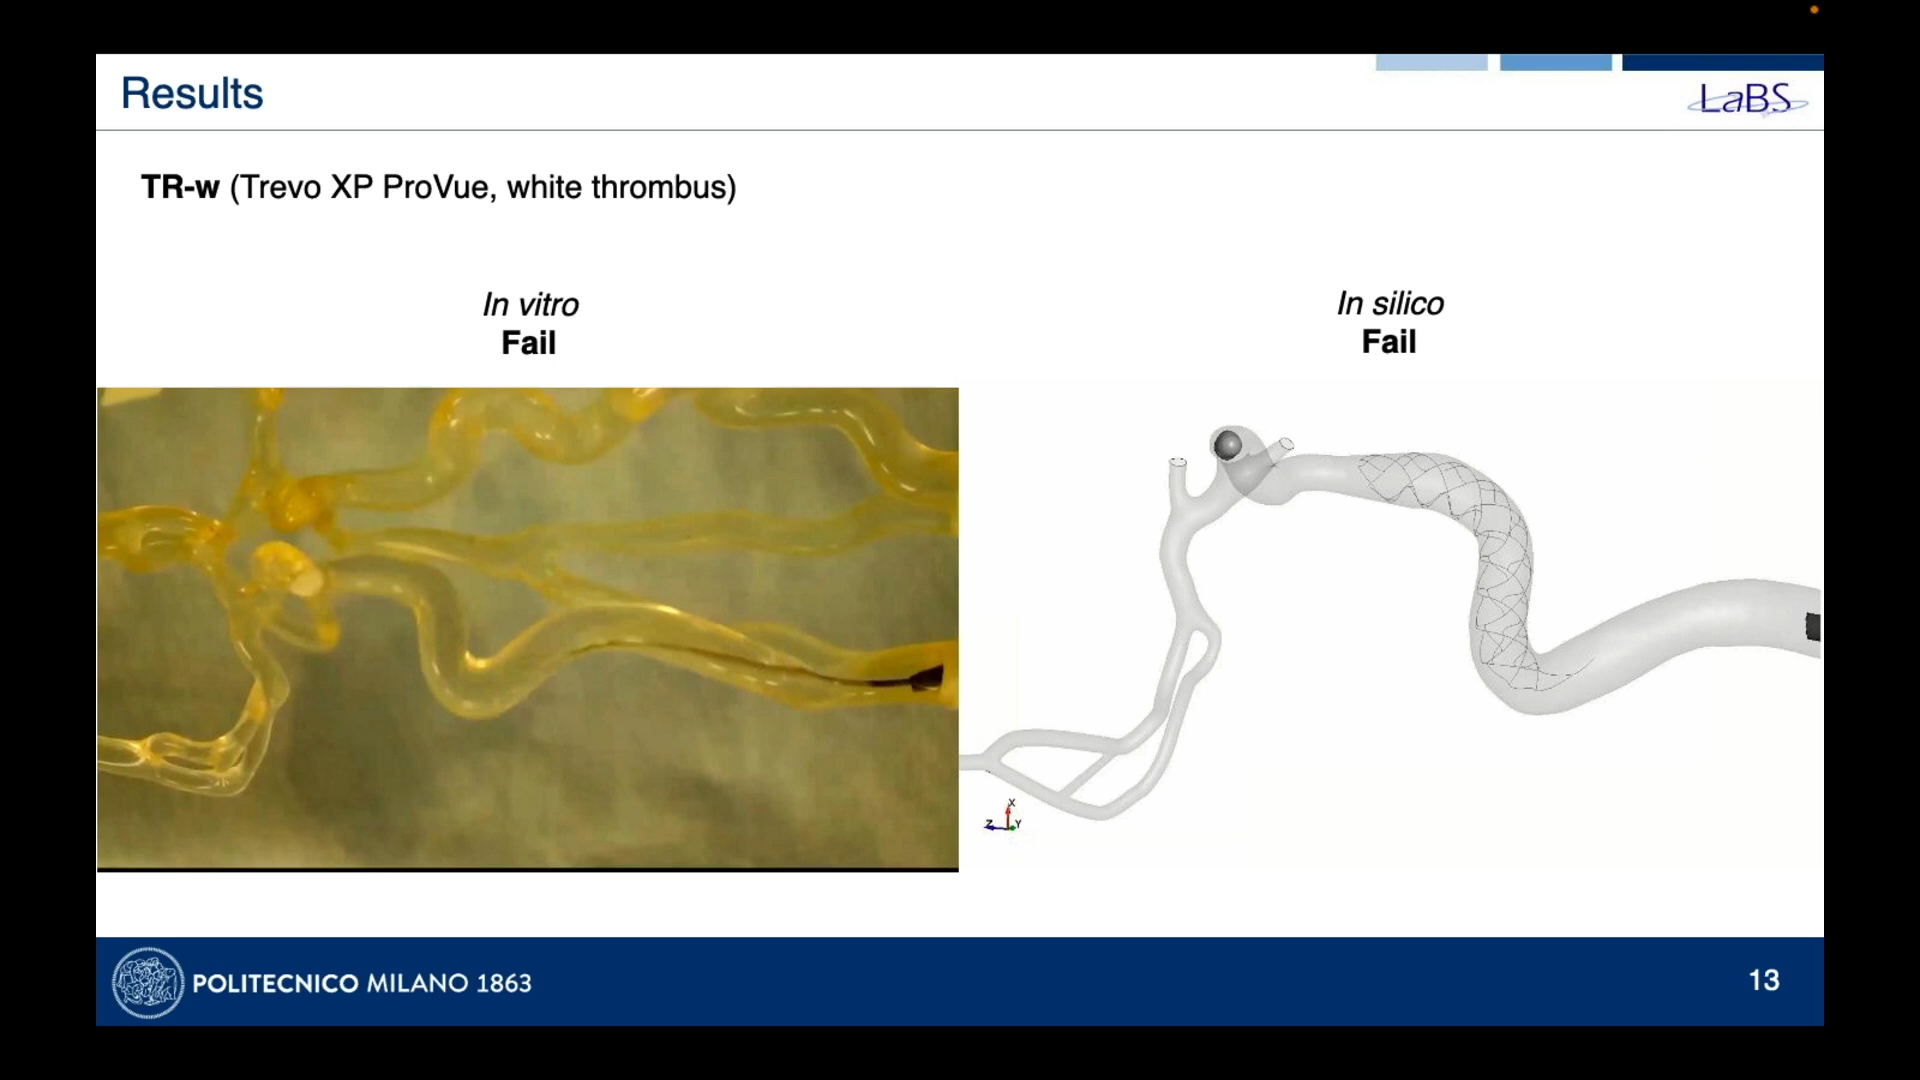 Results
LaBS
TR-w (Trevo XP ProVue, white thrombus)
In vitro
Fail
In silico
Fail
X
Z
Y
POLITECNICO MILANO 1863
13